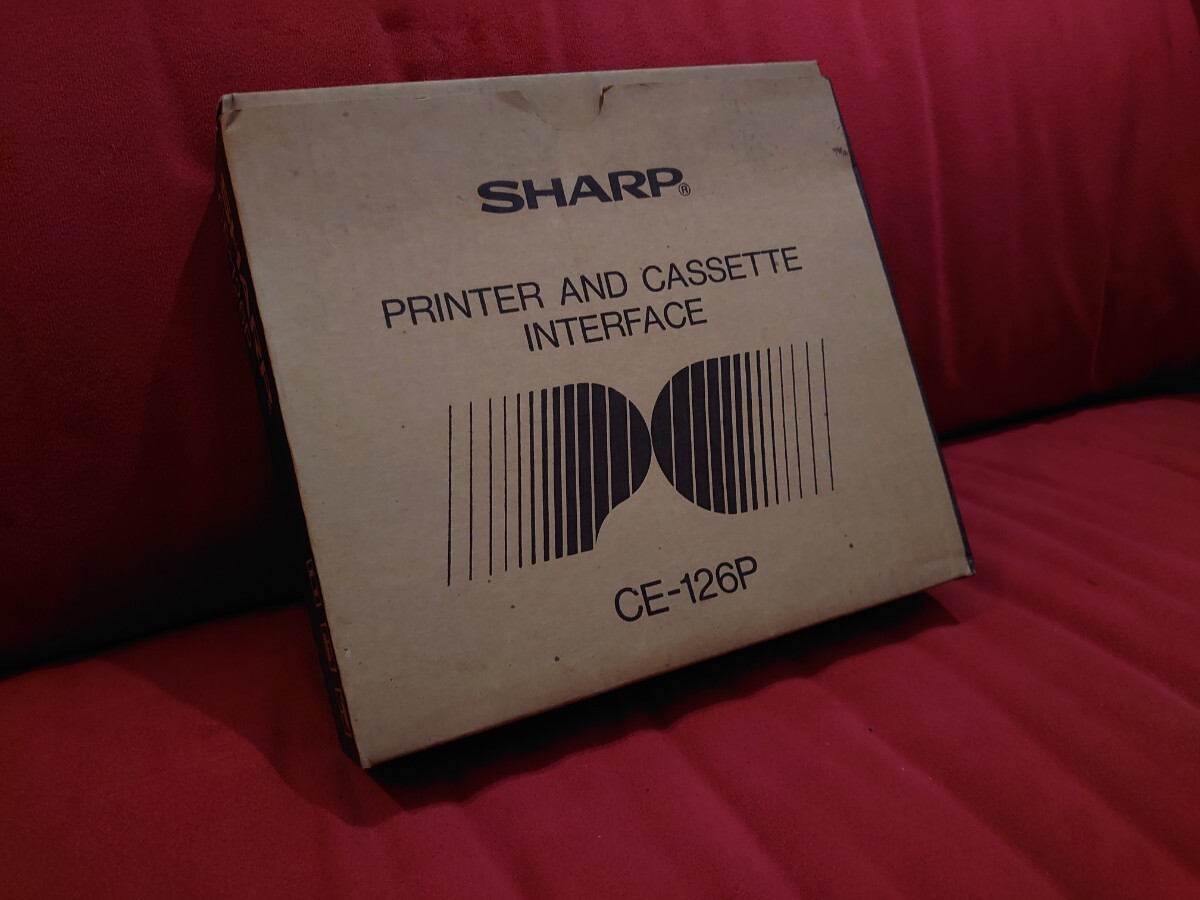 SHARP®
PRINTER AND CASSETTE
INTERFACE
CE-126P